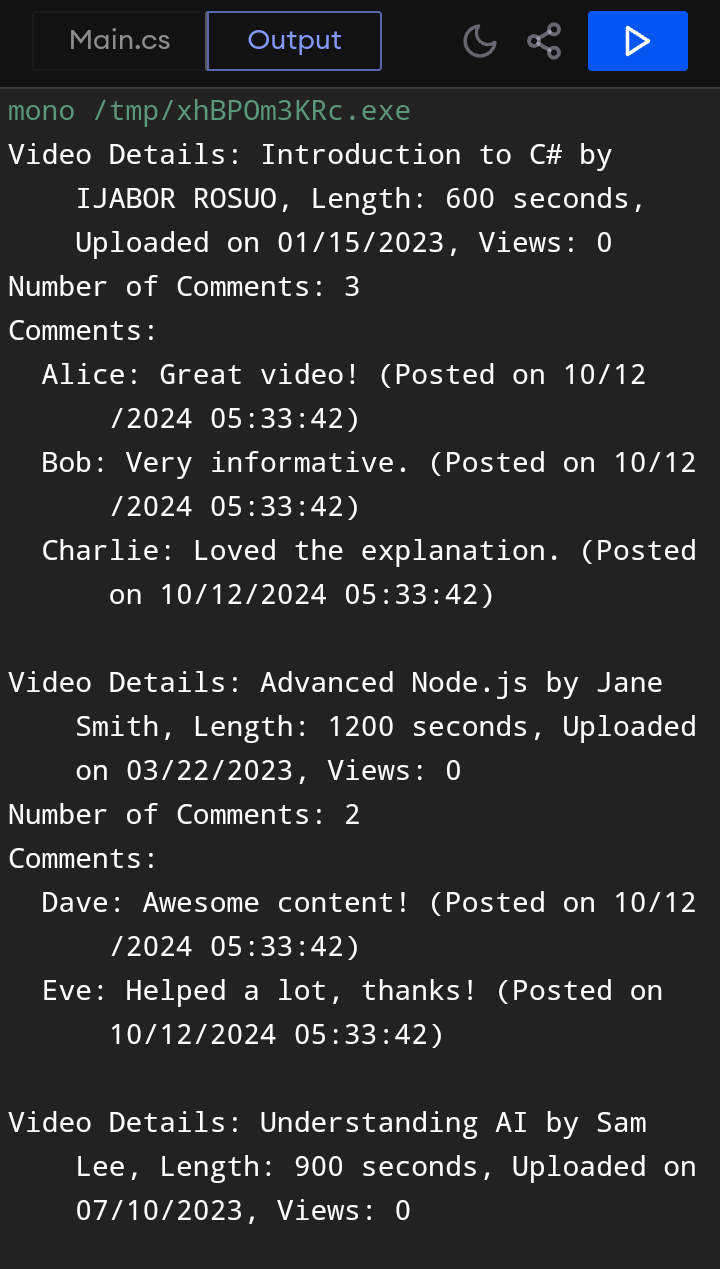 Main.cs
Output
mono /tmp/xhBPOm3KRc.exe
Video Details: Introduction to C# by
IJABOR ROSUO, Length: 600 seconds,
Uploaded on 01/15/2023, Views: 0
Number of Comments: 3
Comments:
Alice: Great video! (Posted on 10/12
/2024 05:33:42)
Bob: Very informative. (Posted on 10/12
/2024 05:33:42)
Charlie: Loved the explanation. (Posted
on 10/12/2024 05:33:42)
Video Details: Advanced Node.js by Jane
Smith, Length: 1200 seconds, Uploaded
on 03/22/2023, Views: 0
Number of Comments: 2
Comments:
Dave: Awesome content! (Posted on 10/12
/2024 05:33:42)
Eve: Helped a lot, thanks! (Posted on
10/12/2024 05:33:42)
Video Details: Understanding AI by Sam
Lee, Length: 900 seconds, Uploaded on
07/10/2023, Views: 0